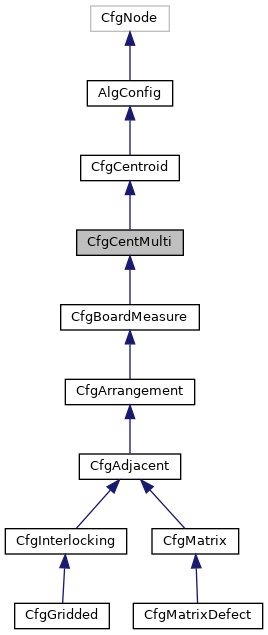 CfgNode
AlgConfig
CfgCentroid
CfgCentMulti
CfgBoardMeasure
CfgArrangement
CfgAdjacent
CfgInterlocking
CfgMatrix
CfgGridded
CfgMatrixDefect